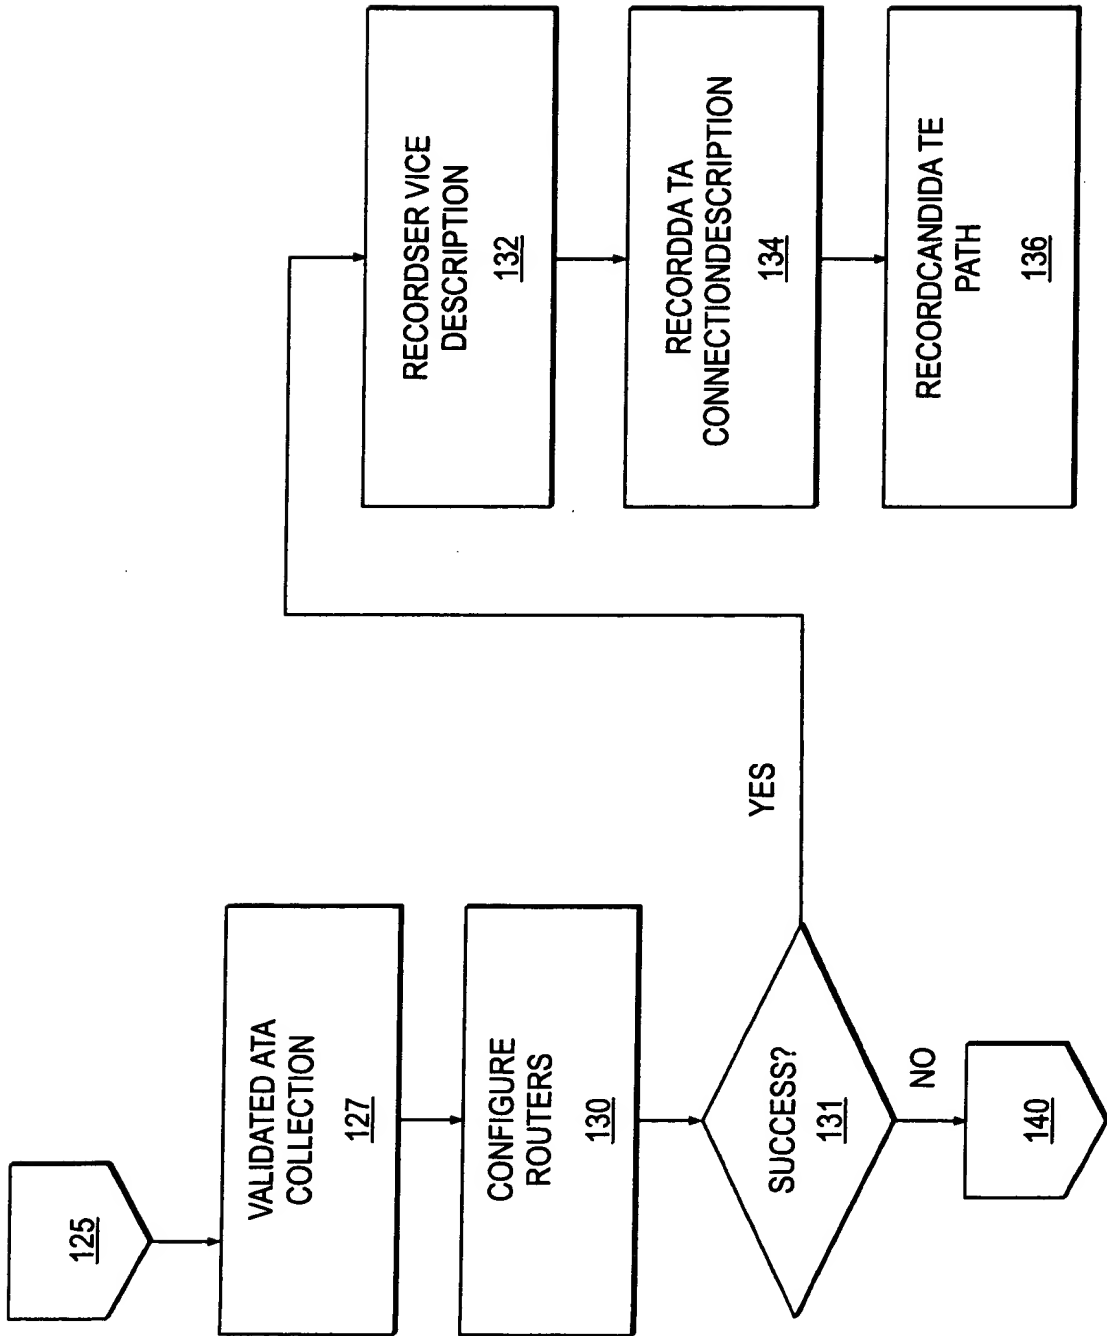 125
VALIDATED ATA
COLLECTION
127
CONFIGURE
ROUTERS
130
SUCCESS?
131
YES
NO
140
RECORDSER VICE
DESCRIPTION
132
RECORDDA TA
CONNECTIONDESCRIPTION
134
RECORDCANDIDA TE
PATH
136